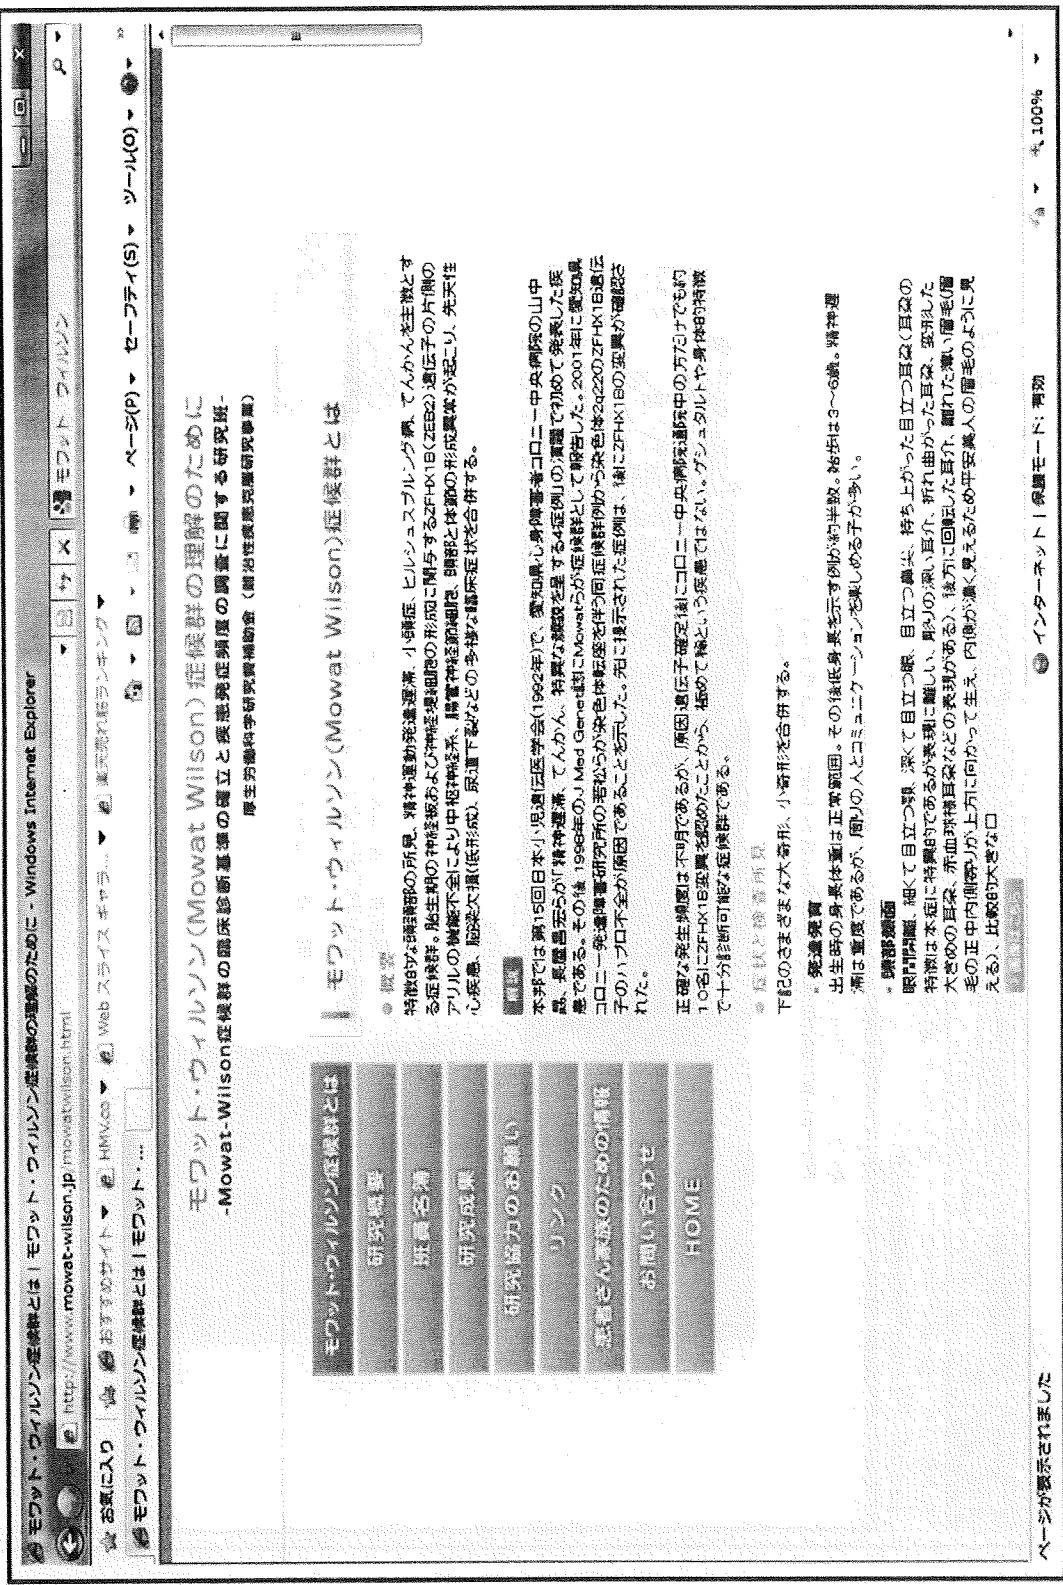 モワット・ウィルソン症候群とは | モワット・ウィルソン症候群の理解のために - Windows Internet Explorer
http://www.mowat-wilson.jp/mowatwilson.html
モワット ウィルソン
お気に入り
おすすめサイト ▼
HMV.co ▼
Web スライス ギャラ... ▼
楽天売れ筋ランキング ▼
モワット・ウィルソン症候群とは | モワット・...
ページ(P) ▼ セーフティ(S) ▼ ツール(O) ▼
モワット・ウィルソン(Mowat Wilson)症候群の理解のために
-Mowat-Wilson症候群の臨床診断基準の確立と疾患発症頻度の調査に関する研究班-
厚生労働科学研究費補助金（難治性疾患克服研究事業）
モワット・ウィルソン症候群とは
研究概要
班員名簿
研究成果
研究協力のお願い
リンク
患者さん家族のための情報
お問い合わせ
HOME
モワット・ウィルソン(Mowat Wilson)症候群とは
概要
特徴的な顔頭部の所見、精神運動発達遅滞、小頭症、ヒルシュスプルング病、てんかんを主徴とす
る症候群。胎生期の神経板および神経堤細胞の形成に関与するZFHX1B(ZEB2)遺伝子の片側の
アリルの機能不全により中枢神経系、腸管神経節細胞、頭部と体節の形成異常が起こり、先天性
心疾患、脳梁欠損(低形成)、尿道下裂などの多様な臨床症状を合併する。
本邦では第15回日本小児遺伝医学会(1992年)で、愛知県心身障害者コロニー中央病院の山中
勗、長屋昌宏らが「精神遅滞、てんかん、特異な顔貌を呈する4症例」の演題で初めて発表した疾
患である。その後 1998年のJ Med Genet誌にMowatらが症候群として報告した。2001年に愛知県
コロニー発達障害研究所の若松らが染色体転座を伴う同症候群例から染色体2q22のZFHX1B遺伝
子のハプロ不全が原因であることを示した。先に提示された症例は、後にZFHX1Bの変異が確認さ
れた。
正確な発生頻度は不明であるが、原因遺伝子確定後にコロニー中央病院通院中の方だけでも約
10名にZFHX1B変異を認めたことから、極めて稀という疾患ではない。ゲシュタルトや身体的特徴
で十分診断可能な症候群である。
症状と検査所見
下記のさまざまな大奇形、小奇形を合併する。
発達発育
出生時の身長体重は正常範囲。その後低身長を示す例が約半数。始歩は3～6歳。精神遅
滞は重度であるが、周りの人とコミュニケーションを楽しめる子が多い。
頭部顔面
眼間開離、細くて目立つ顎、深くて目立つ眼、目立つ鼻尖、持ち上がった目立つ耳朶(耳朶の
特徴は本症に特異的であるが表現に難しい、彫りの深い耳介、折れ曲がった耳朶、変形した
大きめの耳朶、赤血球様耳朶などの表現がある)、後方に回転した耳介、離れた薄い眉毛(眉
毛の正中内側寄りが上方に向かって生え、内側が濃く見えるため平安美人の眉毛のように見
える)、比較的大きな口
ページが表示されました
インターネット | 保護モード: 有効
100%